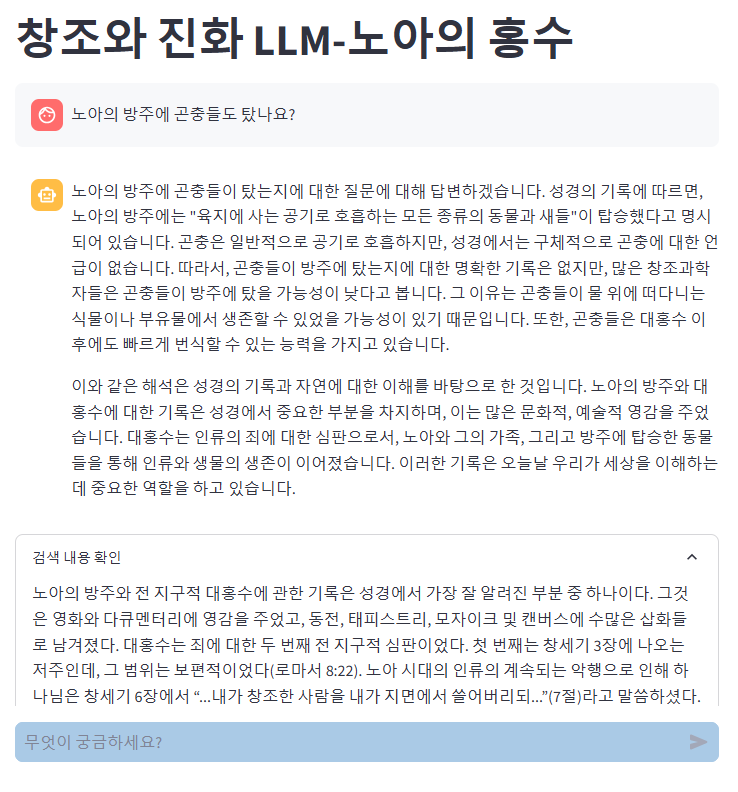 창조와 진화 LLM-노아의 홍수
노아의 방주에 곤충들도 탔나요?
노아의 방주에 곤충들이 탔는지에 대한 질문에 대해 답변하겠습니다. 성경의 기록에 따르면,
노아의 방주에는 "육지에 사는 공기로 호흡하는 모든 종류의 동물과 새들"이 탑승했다고 명시
되어 있습니다. 곤충은 일반적으로 공기로 호흡하지만, 성경에서는 구체적으로 곤충에 대한 언
급이 없습니다. 따라서, 곤충들이 방주에 탔는지에 대한 명확한 기록은 없지만, 많은 창조과학
자들은 곤충들이 방주에 탔을 가능성이 낮다고 봅니다. 그 이유는 곤충들이 물 위에 떠다니는
식물이나 부유물에서 생존할 수 있었을 가능성이 있기 때문입니다. 또한, 곤충들은 대홍수 이
후에도 빠르게 번식할 수 있는 능력을 가지고 있습니다.
이와 같은 해석은 성경의 기록과 자연에 대한 이해를 바탕으로 한 것입니다. 노아의 방주와 대
홍수에 대한 기록은 성경에서 중요한 부분을 차지하며, 이는 많은 문화적, 예술적 영감을 주었
습니다. 대홍수는 인류의 죄에 대한 심판으로서, 노아와 그의 가족, 그리고 방주에 탑승한 동물
들을 통해 인류와 생물의 생존이 이어졌습니다. 이러한 기록은 오늘날 우리가 세상을 이해하는
데 중요한 역할을 하고 있습니다.
검색 내용 확인
노아의 방주와 전 지구적 대홍수에 관한 기록은 성경에서 가장 잘 알려진 부분 중 하나이다. 그것
은 영화와 다큐멘터리에 영감을 주었고, 동전, 태피스트리, 모자이크 및 캔버스에 수많은 삽화들
로 남겨졌다. 대홍수는 죄에 대한 두 번째 전 지구적 심판이었다. 첫 번째는 창세기 3장에 나오는
저주인데, 그 범위는 보편적이었다(로마서 8:22). 노아 시대의 인류의 계속되는 악행으로 인해 하
나님은 창세기 6장에서 “...내가 창조한 사람을 내가 지면에서 쓸어버리되...”(7절)라고 말씀하셨다.
무엇이 궁금하세요?